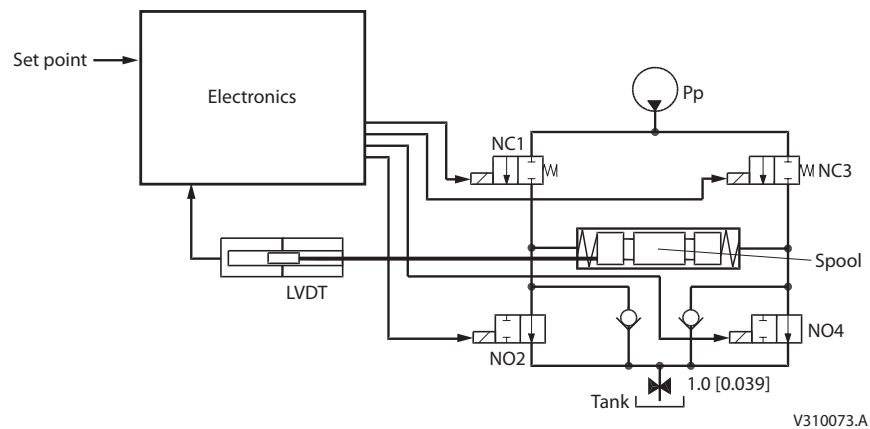 Set point
Electronics
Pp
NC1
NC3
Spool
LVDT
NO2
NO4
1.0 [0.039]
Tank
V310073.A